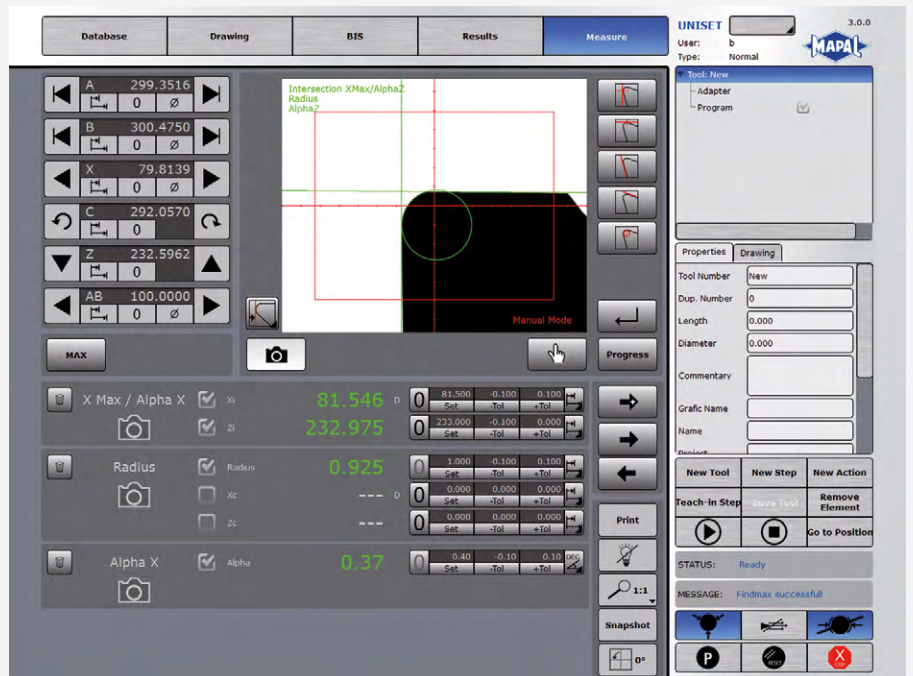 Database Drawing BIS Results Measure
UNISET 3.0.0
User: b
Type: Normal
MAPAL
A 299.3516
0 Ø
B 300.4750
0 Ø
X 79.8139
0 Ø
C 292.0570
0
Z 232.5962
0
AB 100.0000
0 Ø
MAX
Intersection XMax/AlphaZ
Radius
AlphaZ
Manual Mode
Progress
Tool: New
Adapter
Program
Properties Drawing
Tool Number New
Dup. Number 0
Length 0.000
Diameter 0.000
Commentary
Grafic Name
Name
Project
X Max / Alpha X Xi 81.546 D 0 81.500 -0.100 0.100
Set -Tol +Tol
Zi 232.975 0 233.000 -0.100 0.000
Set -Tol +Tol
Radius Radius 0.925 0 1.000 -0.100 0.100
Set -Tol +Tol
Xc --- D 0 0.000 0.000 0.000
Set -Tol +Tol
Zc --- 0 0.000 0.000 0.000
Set -Tol +Tol
Alpha X Alpha 0.37 0 0.40 -0.10 0.10 DEG
Set -Tol +Tol
Print
1:1
Snapshot
0°
New Tool New Step New Action
Teach-in Step Save Tool Remove Element
Go to Position
STATUS: Ready
MESSAGE: Findmax successfull
P RESET X
STOP